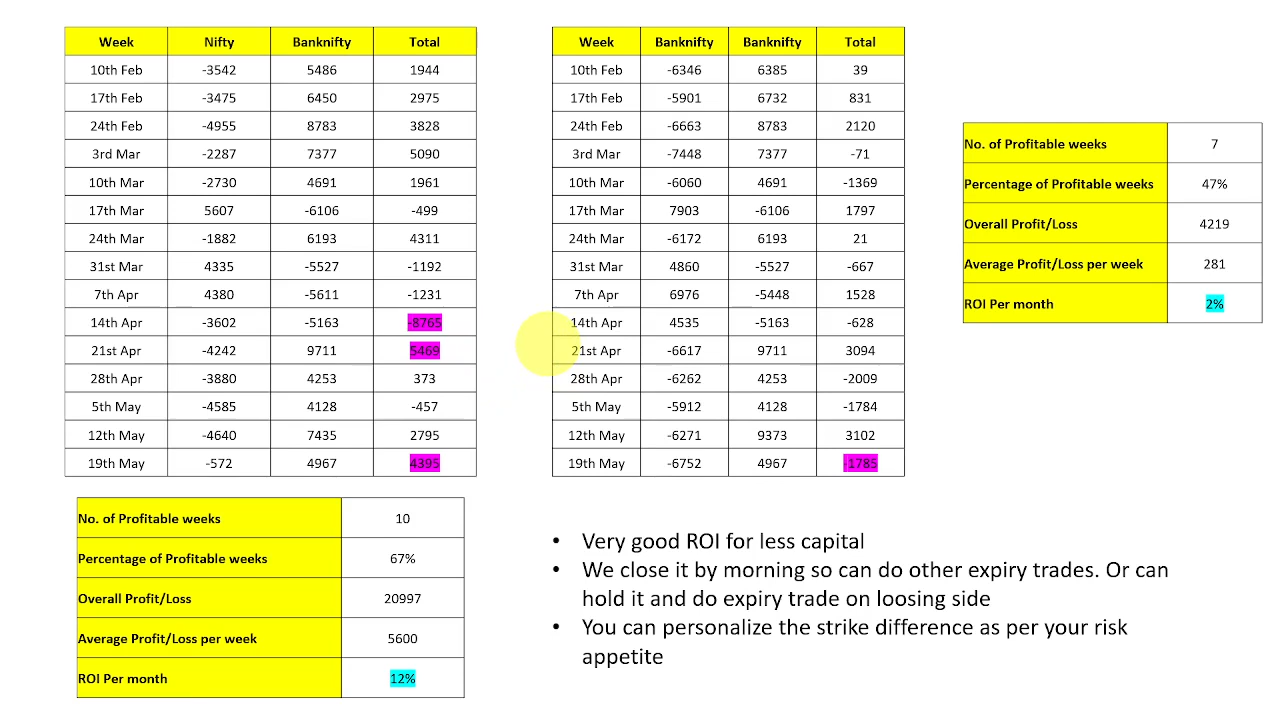 Week Nifty Banknifty Total
10th Feb -3542 5486 1944
17th Feb -3475 6450 2975
24th Feb -4955 8783 3828
3rd Mar -2287 7377 5090
10th Mar -2730 4691 1961
17th Mar 5607 -6106 -499
24th Mar -1882 6193 4311
31st Mar 4335 -5527 -1192
7th Apr 4380 -5611 -1231
14th Apr -3602 -5163 -8765
21st Apr -4242 9711 5469
28th Apr -3880 4253 373
5th May -4585 4128 -457
12th May -4640 7435 2795
19th May -572 4967 4395
No. of Profitable weeks 10
Percentage of Profitable weeks 67%
Overall Profit/Loss 20997
Average Profit/Loss per week 5600
ROI Per month 12%
Week Banknifty Banknifty Total
10th Feb -6346 6385 39
17th Feb -5901 6732 831
24th Feb -6663 8783 2120
3rd Mar -7448 7377 -71
10th Mar -6060 4691 -1369
17th Mar 7903 -6106 1797
24th Mar -6172 6193 21
31st Mar 4860 -5527 -667
7th Apr 6976 -5448 1528
14th Apr 4535 -5163 -628
21st Apr -6617 9711 3094
28th Apr -6262 4253 -2009
5th May -5912 4128 -1784
12th May -6271 9373 3102
19th May -6752 4967 -1785
No. of Profitable weeks 7
Percentage of Profitable weeks 47%
Overall Profit/Loss 4219
Average Profit/Loss per week 281
ROI Per month 2%
• Very good ROI for less capital
• We close it by morning so can do other expiry trades. Or can
hold it and do expiry trade on loosing side
• You can personalize the strike difference as per your risk
appetite